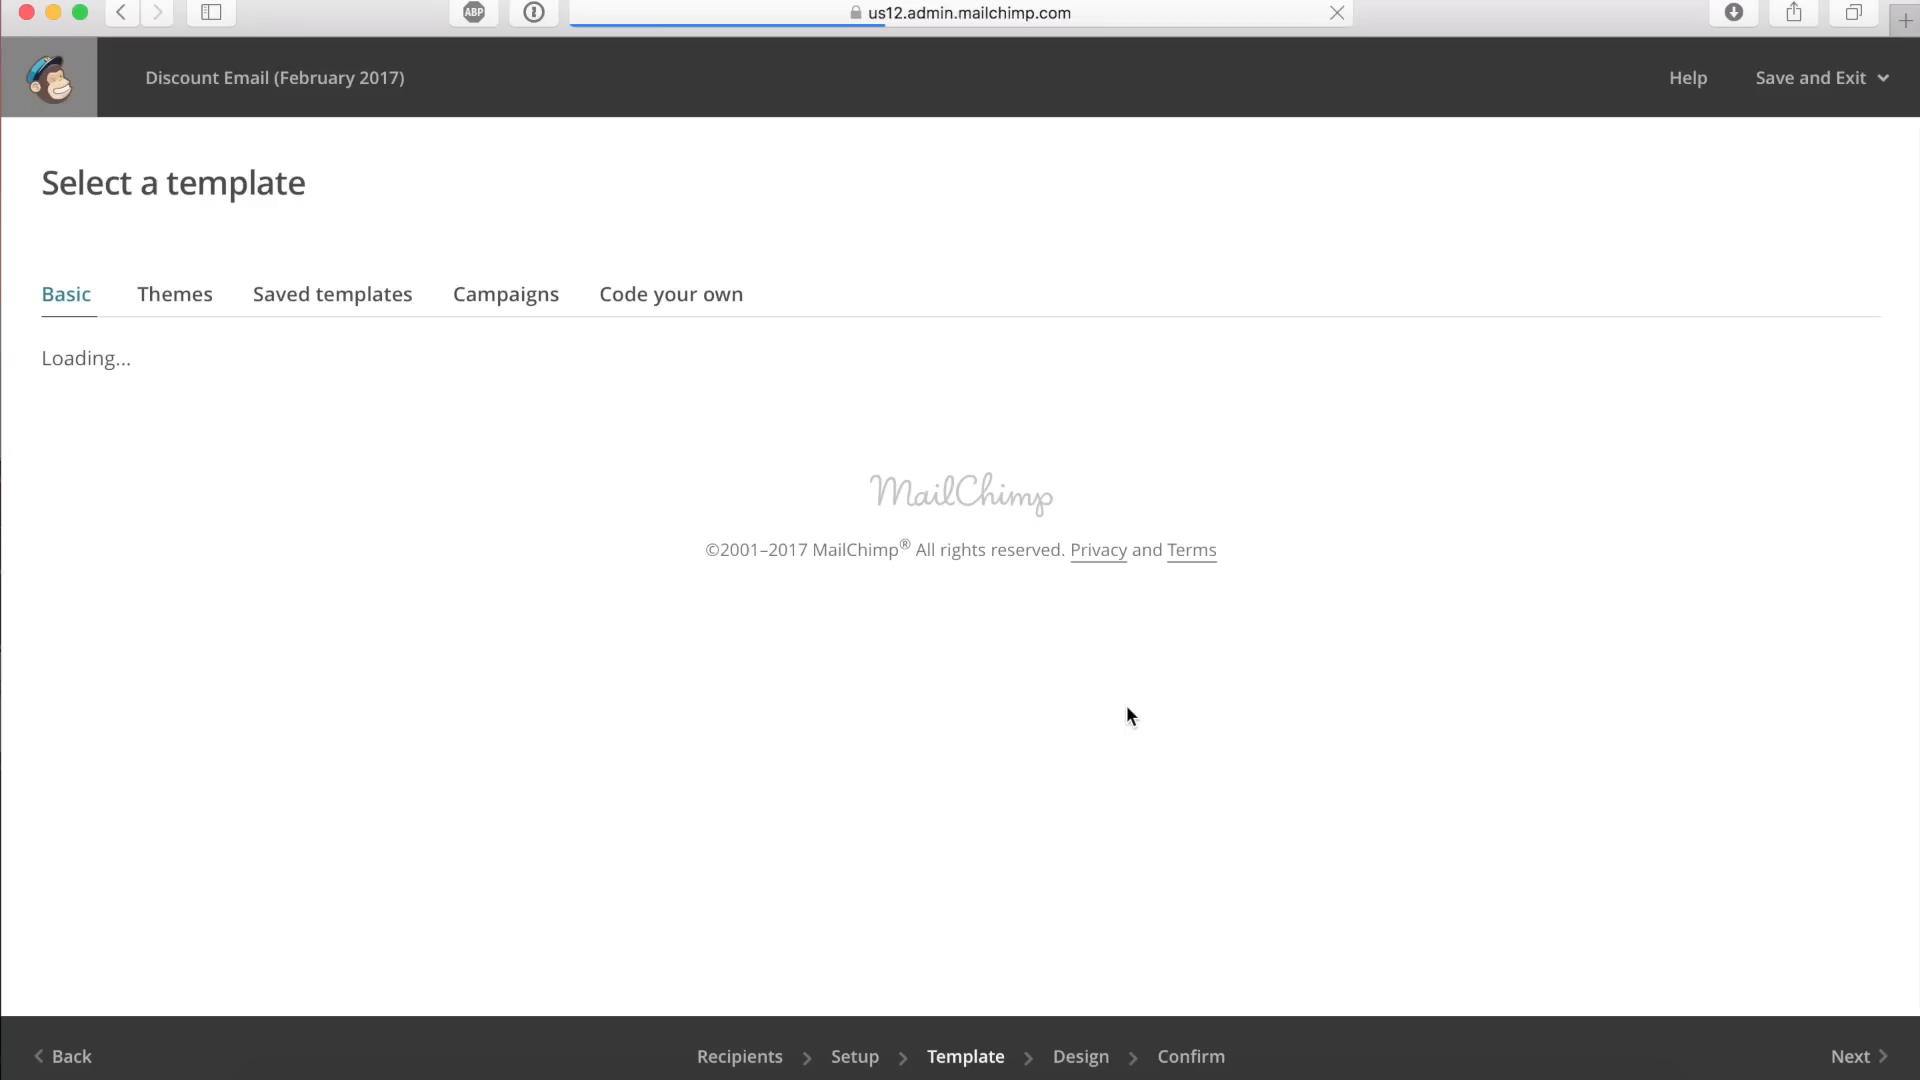 ABP
us12.admin.mailchimp.com
Discount Email (February 2017)
Help
Save and Exit
Select a template
Basic
Themes
Saved templates
Campaigns
Code your own
Loading...
MailChimp
©2001–2017 MailChimp® All rights reserved. Privacy and Terms
Back
Recipients
Setup
Template
Design
Confirm
Next